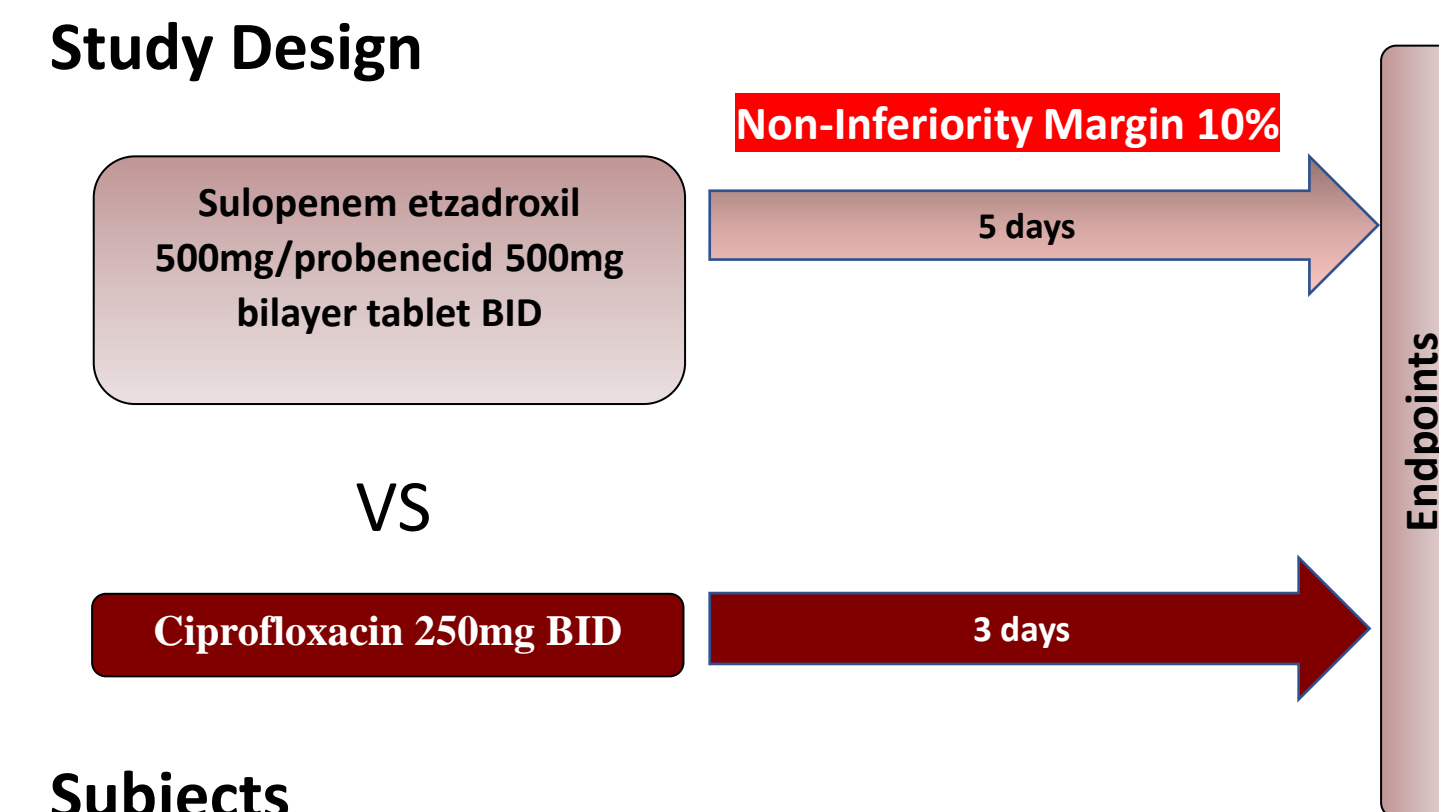 Study Design
Non-Inferiority Margin 10%
Sulopenem etzadroxil
500mg/probenecid 500mg
bilayer tablet BID
5 days
VS
Ciprofloxacin 250mg BID
3 days
Endpoints
Subjects